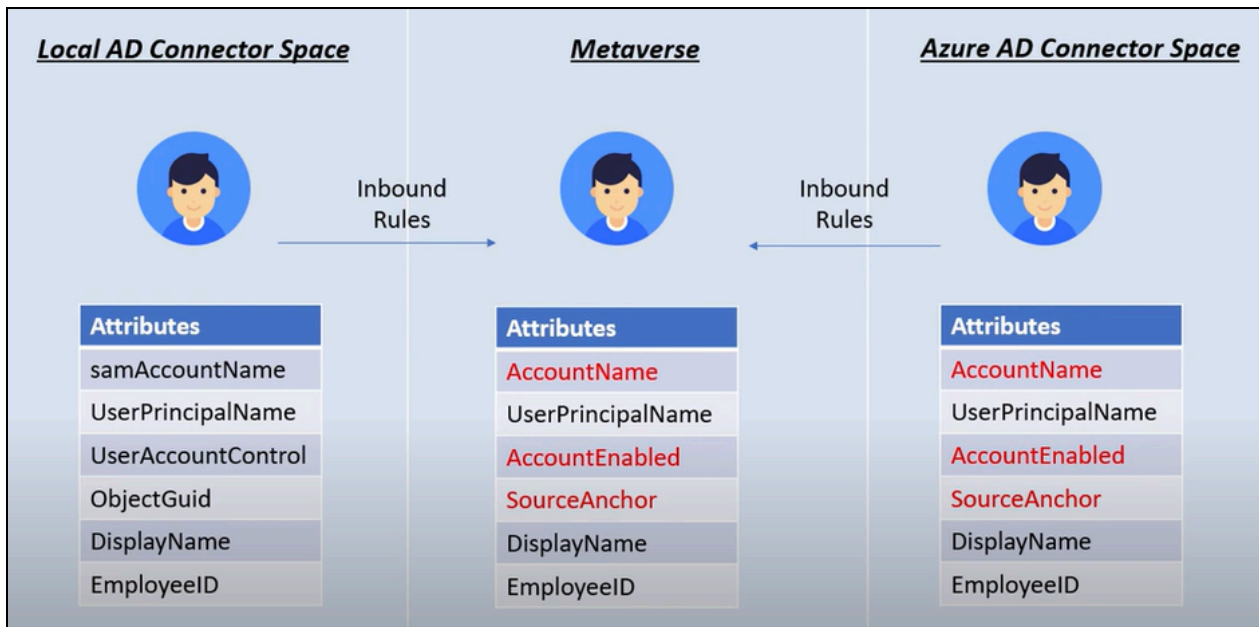 Local AD Connector Space
Metaverse
Azure AD Connector Space
Inbound
Rules
Inbound
Rules
Attributes
samAccountName
UserPrincipalName
UserAccountControl
ObjectGuid
DisplayName
EmployeeID
Attributes
AccountName
UserPrincipalName
AccountEnabled
SourceAnchor
DisplayName
EmployeeID
Attributes
AccountName
UserPrincipalName
AccountEnabled
SourceAnchor
DisplayName
EmployeeID